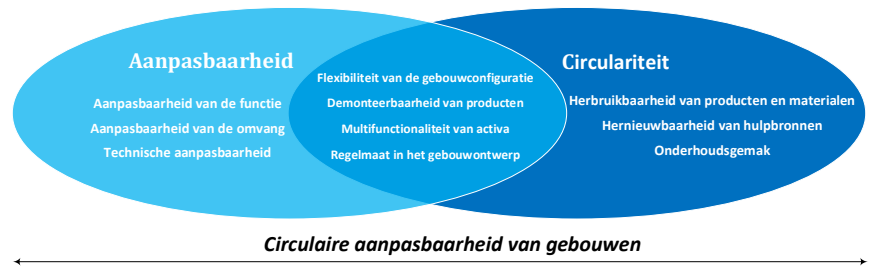 Aanpasbaarheid
Aanpasbaarheid van de functie
Aanpasbaarheid van de omvang
Technische aanpasbaarheid
Flexibiliteit van de gebouwconfiguratie
Demonteerbaarheid van producten
Multifunctionaliteit van activa
Regelmaat in het gebouwontwerp
Circulariteit
Herbruikbaarheid van producten en materialen
Hernieuwbaarheid van hulpbronnen
Onderhoudsgemak
Circulaire aanpasbaarheid van gebouwen